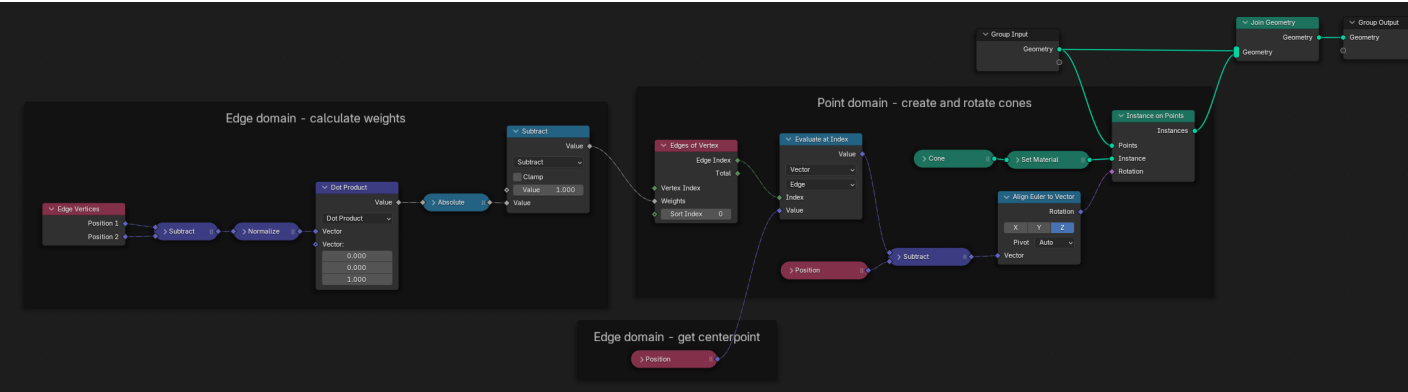 Edge domain - calculate weights
Edge Vertices
Position 1
Position 2
Subtract
Normalize
Dot Product
Value
Dot Product
Vector
Vector:
0.000
0.000
1.000
Absolute
Subtract
Value
Subtract
Clamp
Value 1.000
Value
Point domain - create and rotate cones
Edges of Vertex
Edge Index
Total
Vertex Index
Weights
Sort Index 0
Evaluate at Index
Value
Vector
Edge
Index
Value
Position
Subtract
Cone
Set Material
Align Euler to Vector
Rotation
X Y Z
Pivot Auto
Vector
Instance on Points
Instances
Points
Instance
Rotation
Edge domain - get centerpoint
Position
Group Input
Geometry
Join Geometry
Geometry
Geometry
Group Output
Geometry